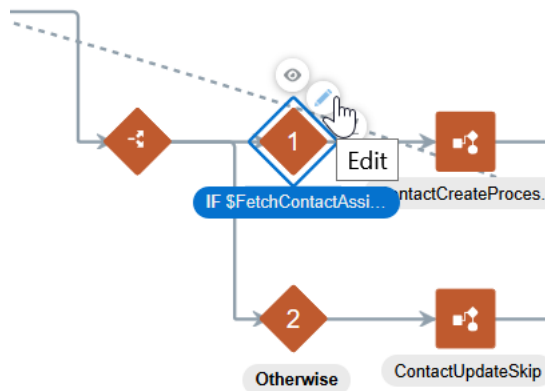 1
Edit
IF $FetchContactAssi...
ontactCreateProces.
2
Otherwise
ContactUpdateSkip